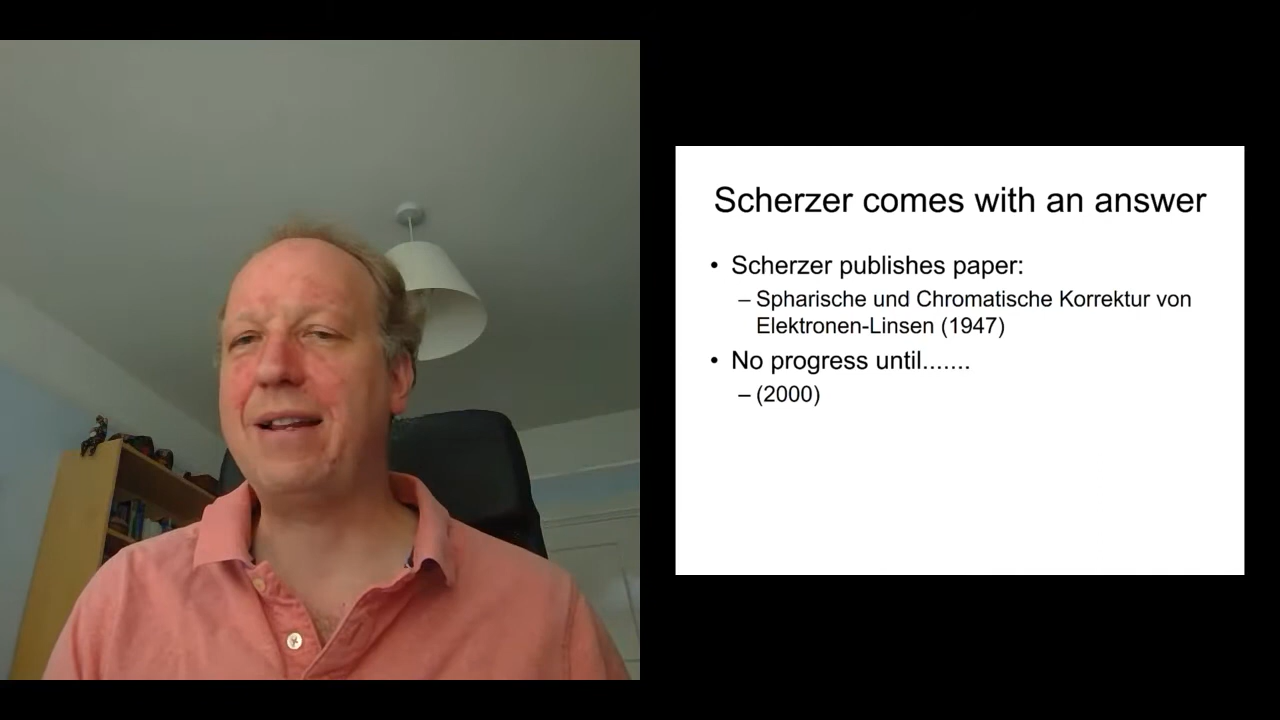 Scherzer comes with an answer
• Scherzer publishes paper:
– Spharische und Chromatische Korrektur von
Elektronen-Linsen (1947)
• No progress until.......
– (2000)